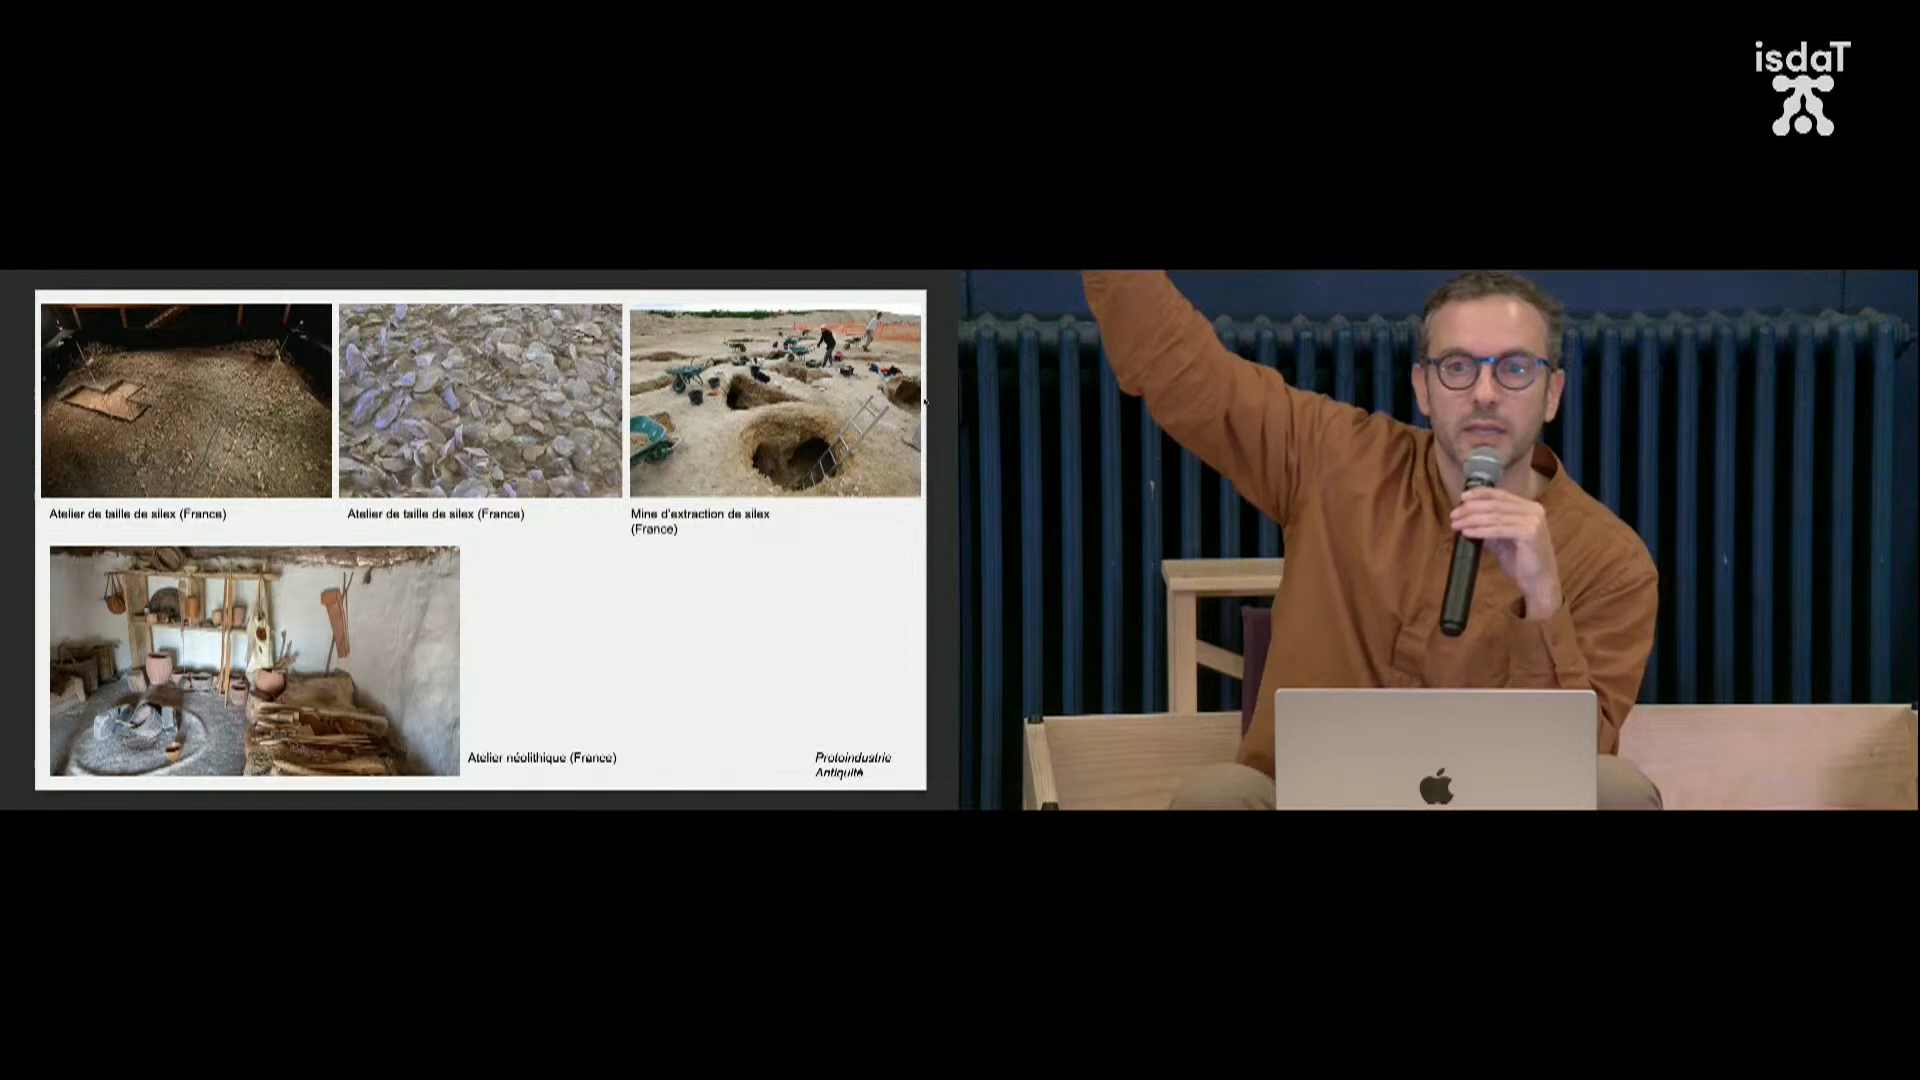 isdaT
Atelier de taille de silex (France)
Atelier de taille de silex (France)
Mine d'extraction de silex
(France)
Atelier néolithique (France)
Protoindustrie
Antiquité